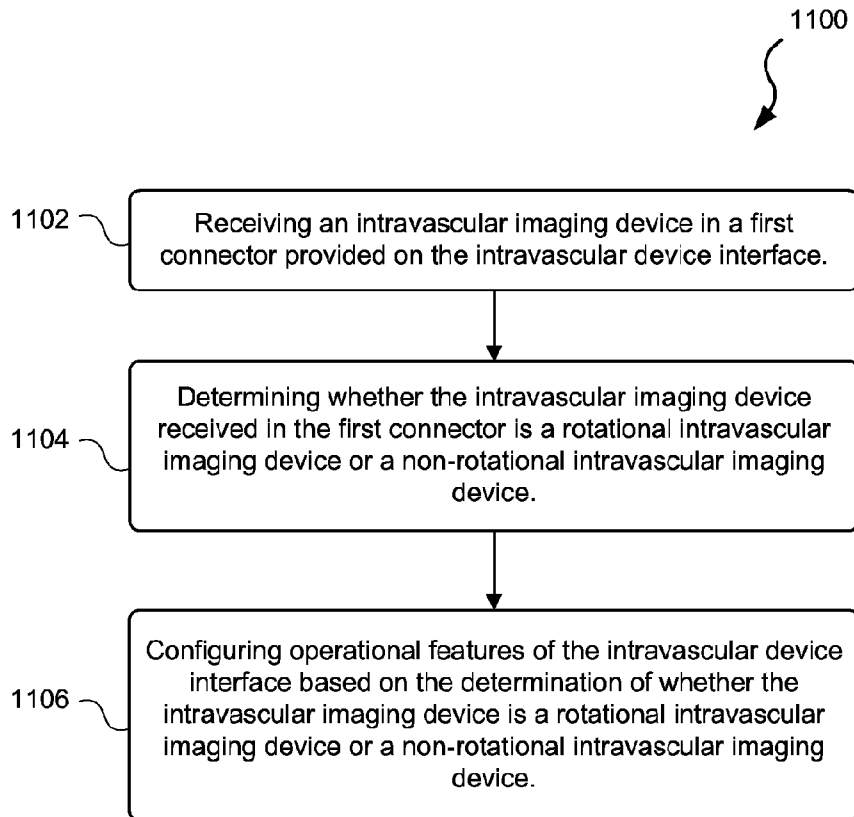 1100
1102
Receiving an intravascular imaging device in a first
connector provided on the intravascular device interface.
1104
Determining whether the intravascular imaging device
received in the first connector is a rotational intravascular
imaging device or a non-rotational intravascular imaging
device.
1106
Configuring operational features of the intravascular device
interface based on the determination of whether the
intravascular imaging device is a rotational intravascular
imaging device or a non-rotational intravascular imaging
device.